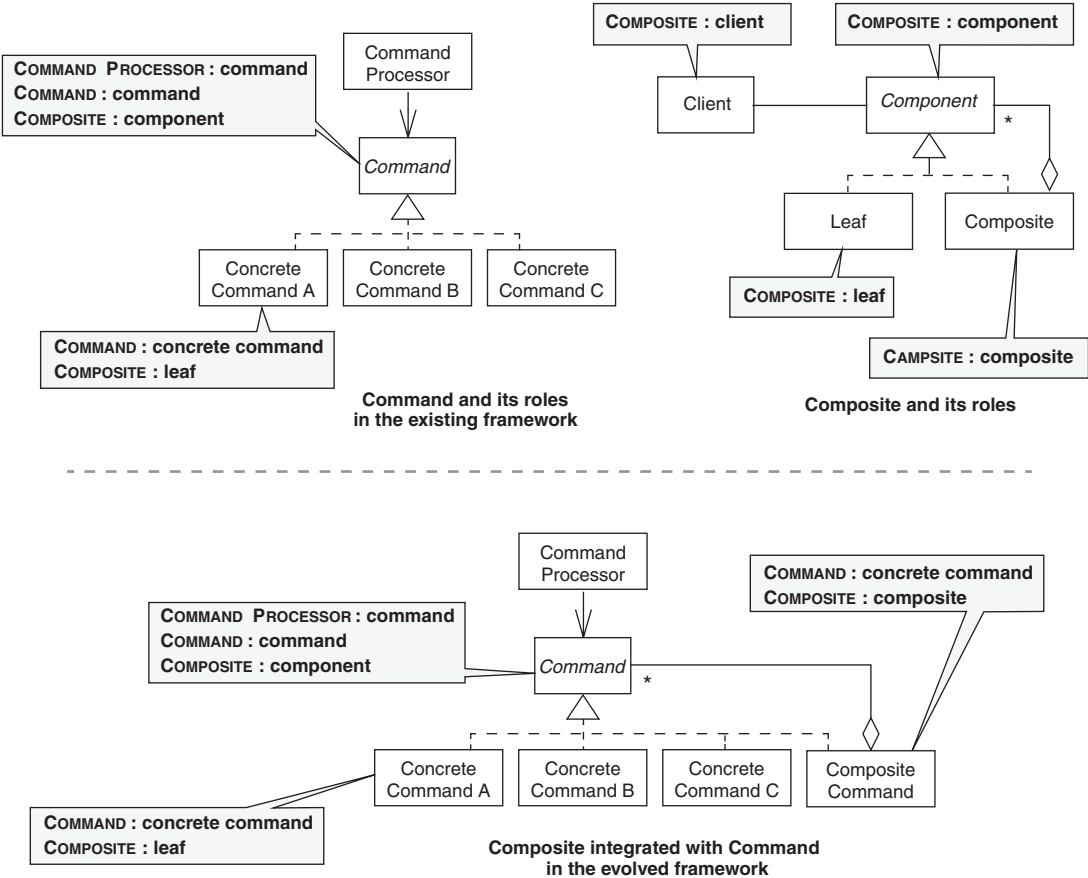 COMMAND PROCESSOR : command
COMMAND : command
COMPOSITE : component
Command
Processor
Command
Concrete
Command A
Concrete
Command B
Concrete
Command C
COMMAND : concrete command
COMPOSITE : leaf
Command and its roles
in the existing framework
COMPOSITE : client
COMPOSITE : component
Client
Component
*
Leaf
Composite
COMPOSITE : leaf
CAMPSITE : composite
Composite and its roles
Command
Processor
COMMAND : concrete command
COMPOSITE : composite
COMMAND PROCESSOR : command
COMMAND : command
COMPOSITE : component
Command
*
Concrete
Command A
Concrete
Command B
Concrete
Command C
Composite
Command
COMMAND : concrete command
COMPOSITE : leaf
Composite integrated with Command
in the evolved framework